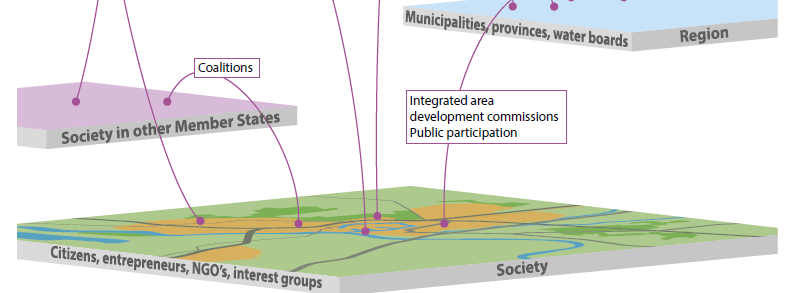 Municipalities, provinces, water boards
Region
Coalitions
Integrated area
development commissions
Public participation
Society in other Member States
Citizens, entrepreneurs, NGO's, interest groups
Society